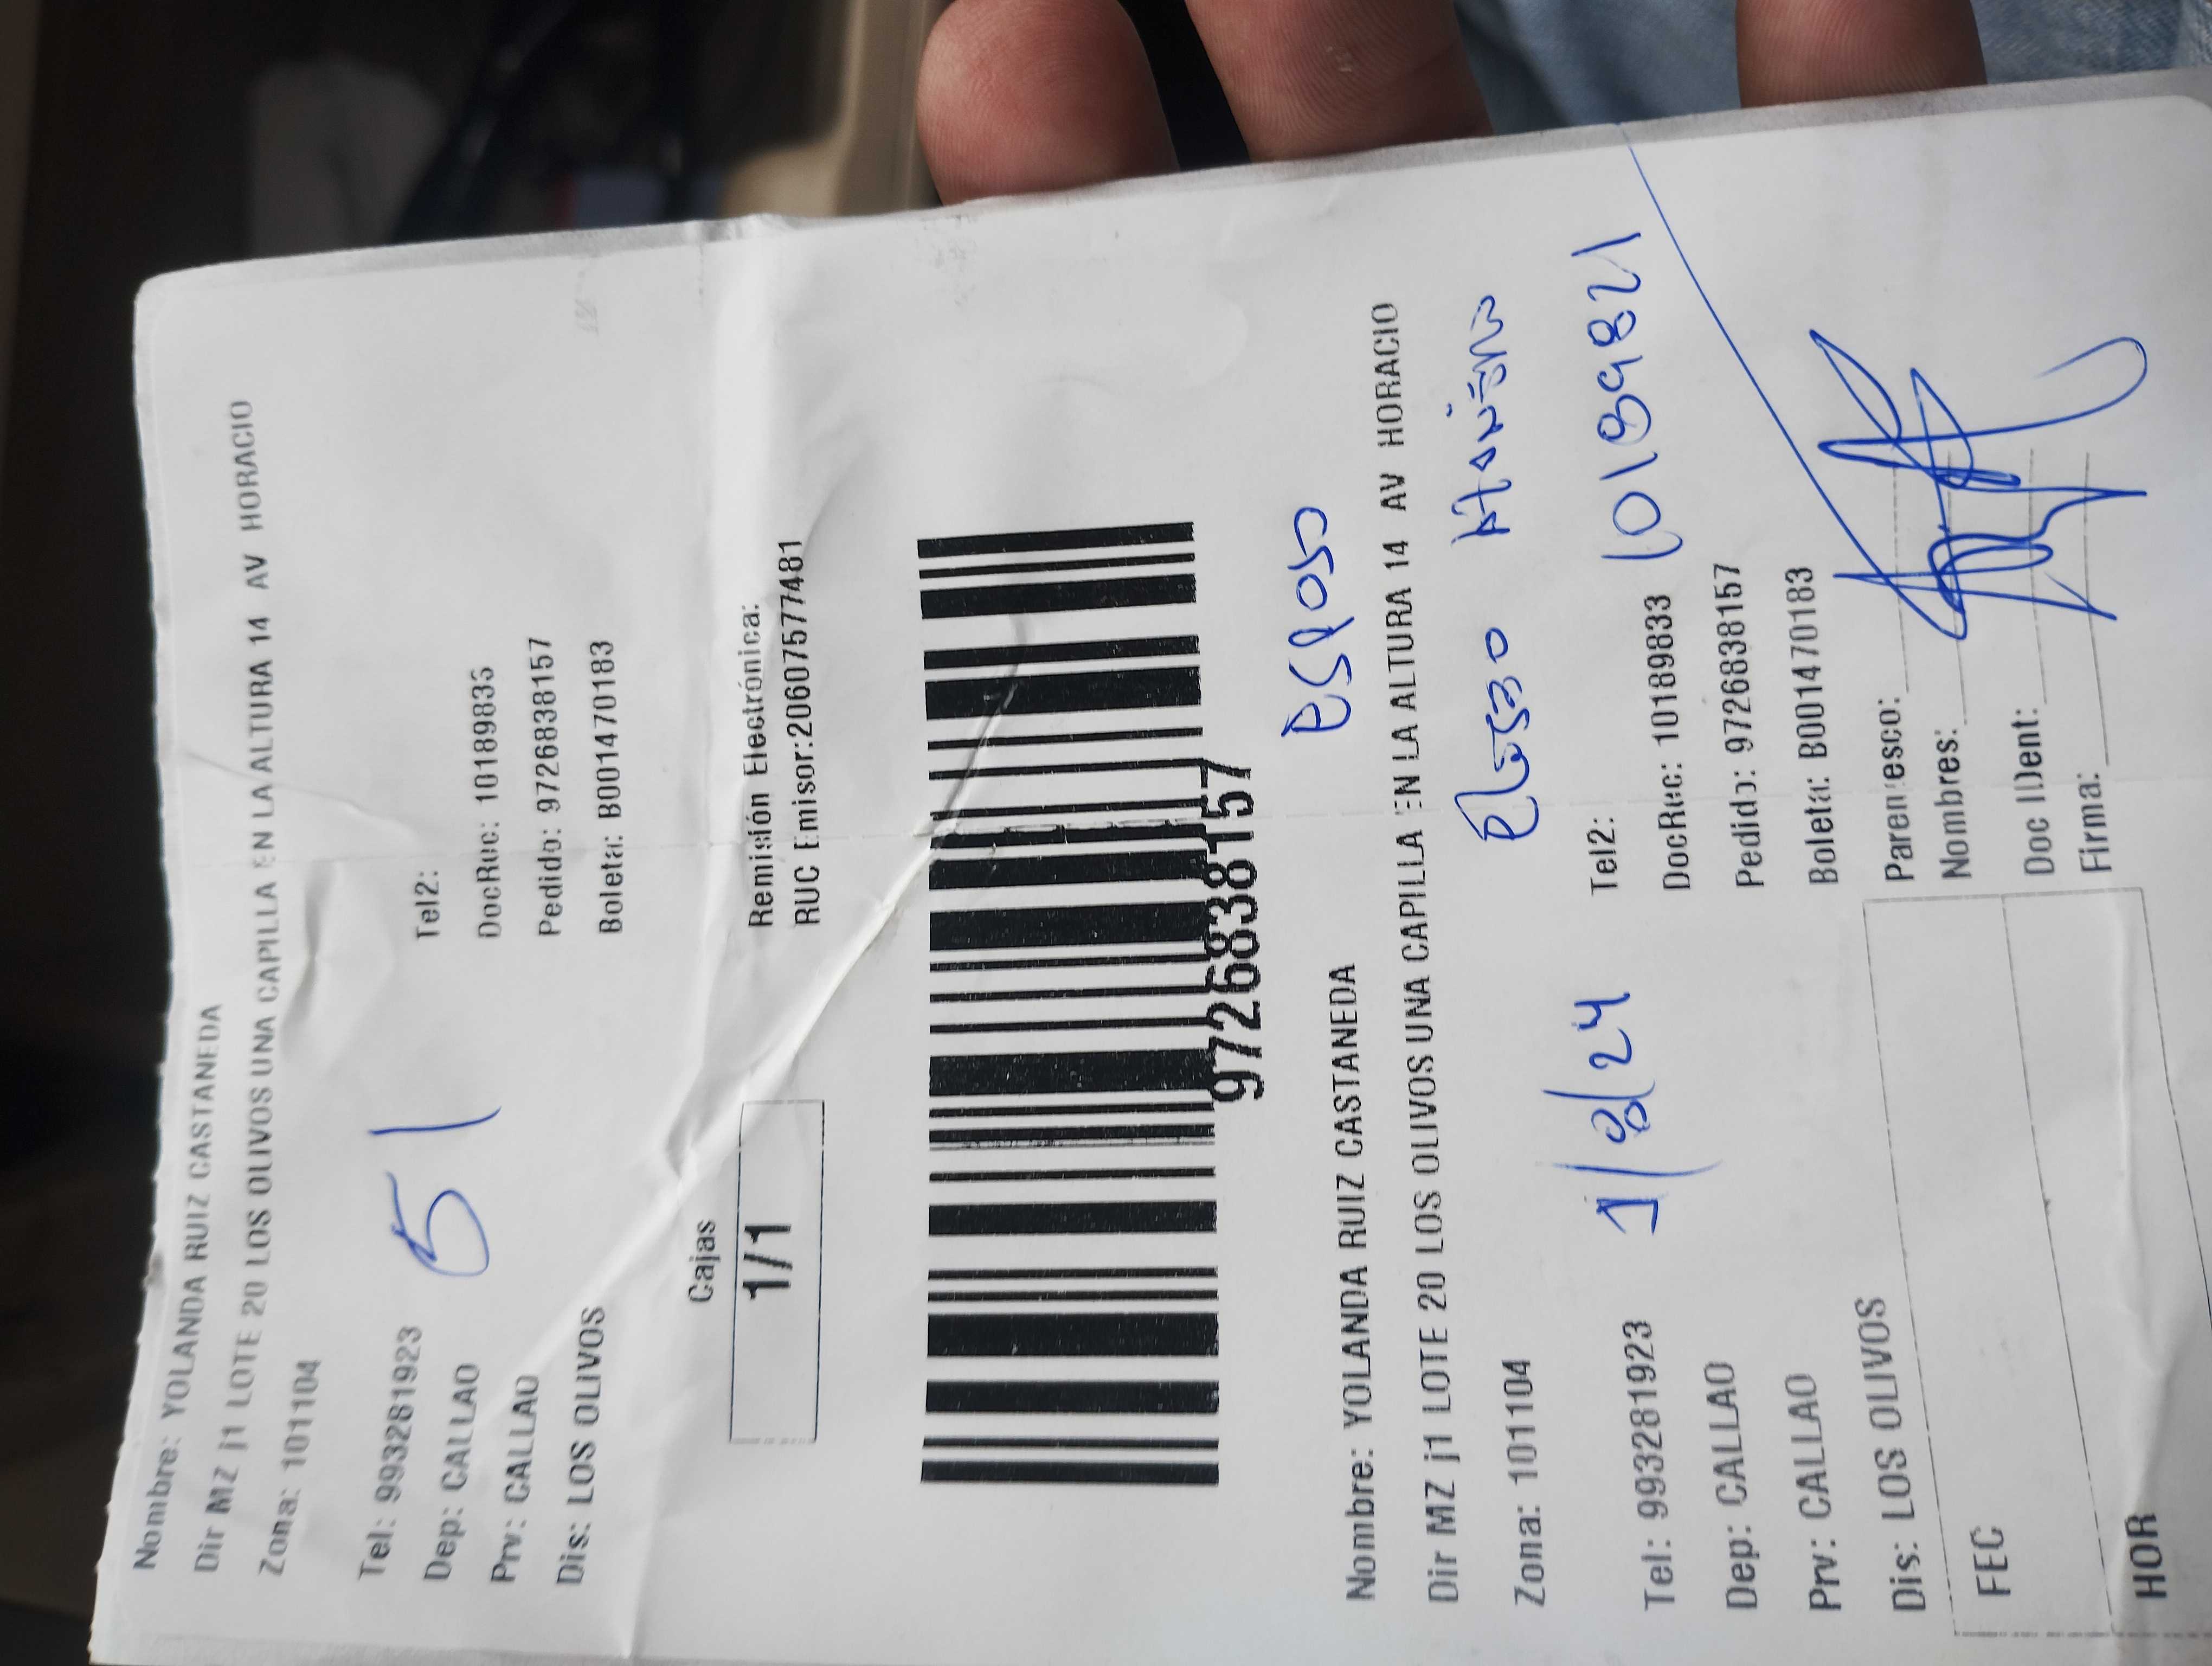 Nombre: YOLANDA RUIZ CASTANEDA
Dir MZ j1 LOTE 20 LOS OLIVOS UNA CAPILLA EN LA ALTURA 14 AV HORACIO
Zona: 101104
51
Tel: 993281923 Tel2:
Dep: CALLAO DocRuc: 10189833
Prv: CALLAO Pedido: 9726838157
Dis: LOS OLIVOS Boleta: B001470183
Cajas
1/1
Remisión Electrónica:
RUC Emisor:20607577481
9726838157
esposo
Nombre: YOLANDA RUIZ CASTANEDA
Dir MZ j1 LOTE 20 LOS OLIVOS UNA CAPILLA EN LA ALTURA 14 AV HORACIO
Zona: 101104
1/8/24 10189821
Tel: 993281923 Tel2:
Dep: CALLAO DocRuc: 10189833
Prv: CALLAO Pedido: 9726838157
Dis: LOS OLIVOS Boleta: B001470183
FEC Parentesco:
Nombres:
HOR Doc IDent:
Firma: